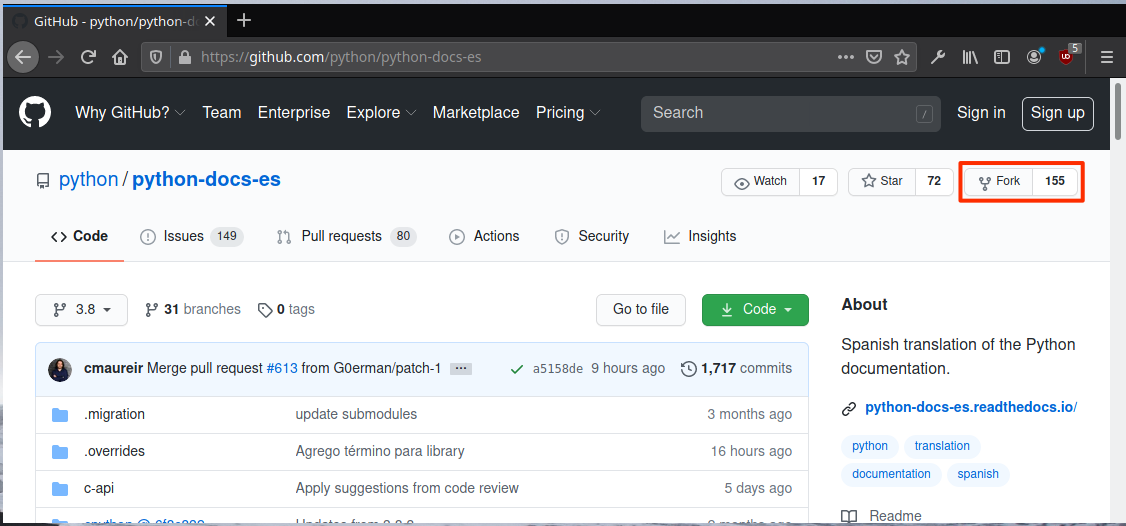 GitHub - python/python-d
https://github.com/python/python-docs-es
5
Why GitHub? Team Enterprise Explore Marketplace Pricing Search / Sign in Sign up
python / python-docs-es
Watch 17 Star 72 Fork 155
Code Issues 149 Pull requests 80 Actions Security Insights
3.8 31 branches 0 tags Go to file Code
cmaureir Merge pull request #613 from G0erman/patch-1 ... a5158de 9 hours ago 1,717 commits
.migration update submodules 3 months ago
.overrides Agrego término para library 16 hours ago
c-api Apply suggestions from code review 5 days ago
About
Spanish translation of the Python
documentation.
python-docs-es.readthedocs.io/
python translation
documentation spanish
Readme